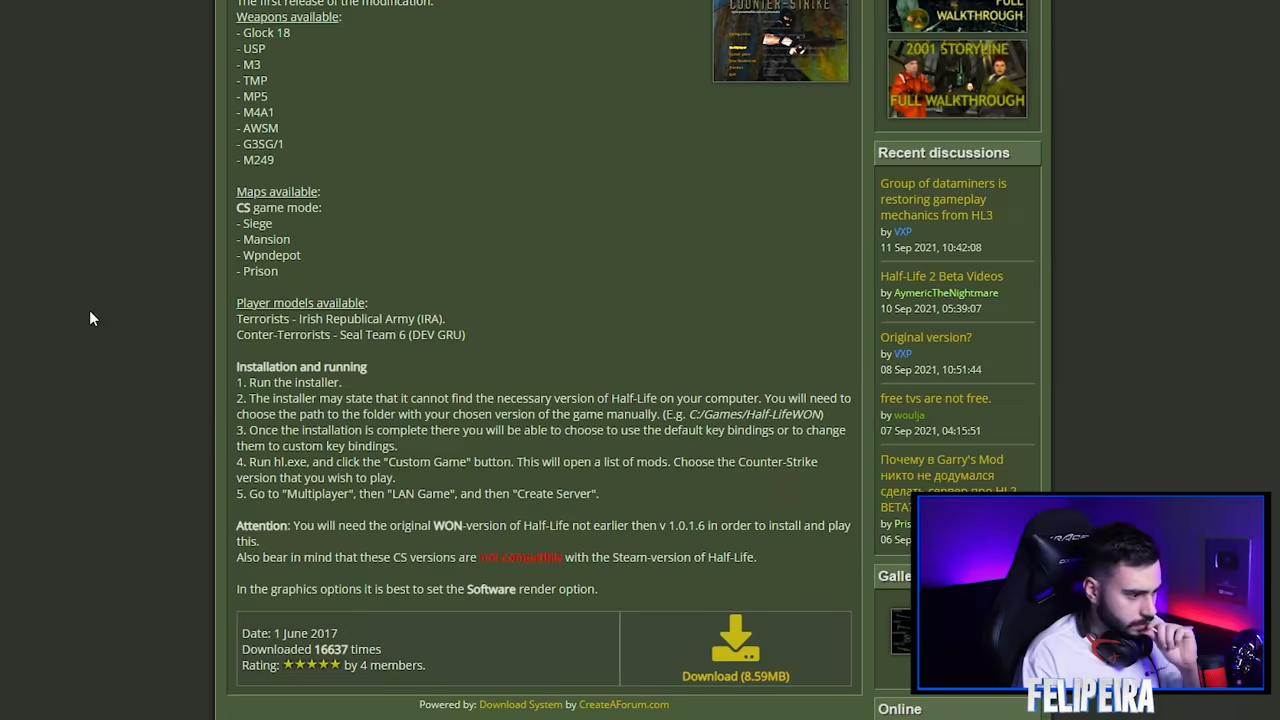 The first release of the modification.
Weapons available:
- Glock 18
- USP
- M3
- TMP
- MP5
- M4A1
- AWSM
- G3SG/1
- M249
Maps available:
CS game mode:
- SIege
- Mansion
- Wpndepot
- Prison
Player models available:
Terrorists - Irish Republical Army (IRA).
Conter-Terrorists - Seal Team 6 (DEV GRU)
Installation and running
1. Run the installer.
2. The installer may state that it cannot find the necessary version of Half-Life on your computer. You will need to
choose the path to the folder with your chosen version of the game manually. (E.g. C:/Games/Half-LifeWON)
3. Once the installation is complete there you will be able to choose to use the default key bindings or to change
them to custom key bindings.
4. Run hl.exe, and click the "Custom Game" button. This will open a list of mods. Choose the Counter-Strike
version that you wish to play.
5. Go to "Multiplayer", then "LAN Game", and then "Create Server".
Attention: You will need the original WON-version of Half-Life not earlier then v 1.0.1.6 in order to install and play
this.
Also bear in mind that these CS versions are not compatible with the Steam-version of Half-Life.
In the graphics options it is best to set the Software render option.
Date: 1 June 2017
Downloaded 16637 times
Rating: ★★★★★ by 4 members.
Download (8.59MB)
Powered by: Download System by CreateAForum.com
COUNTER-STRIKE
FULL
WALKTHROUGH
2001 STORYLINE
FULL WALKTHROUGH
Recent discussions
Group of dataminers is
restoring gameplay
mechanics from HL3
by VXP
11 Sep 2021, 10:42:08
Half-Life 2 Beta Videos
by AymericTheNightmare
10 Sep 2021, 05:39:07
Original version?
by VXP
08 Sep 2021, 10:51:44
free tvs are not free.
by woulja
07 Sep 2021, 04:15:51
Почему в Garry's Mod
никто не додумался
сделать сервер про HL2
BETA
by Pris
06 Se
Galle
Online
FELIPEIRA